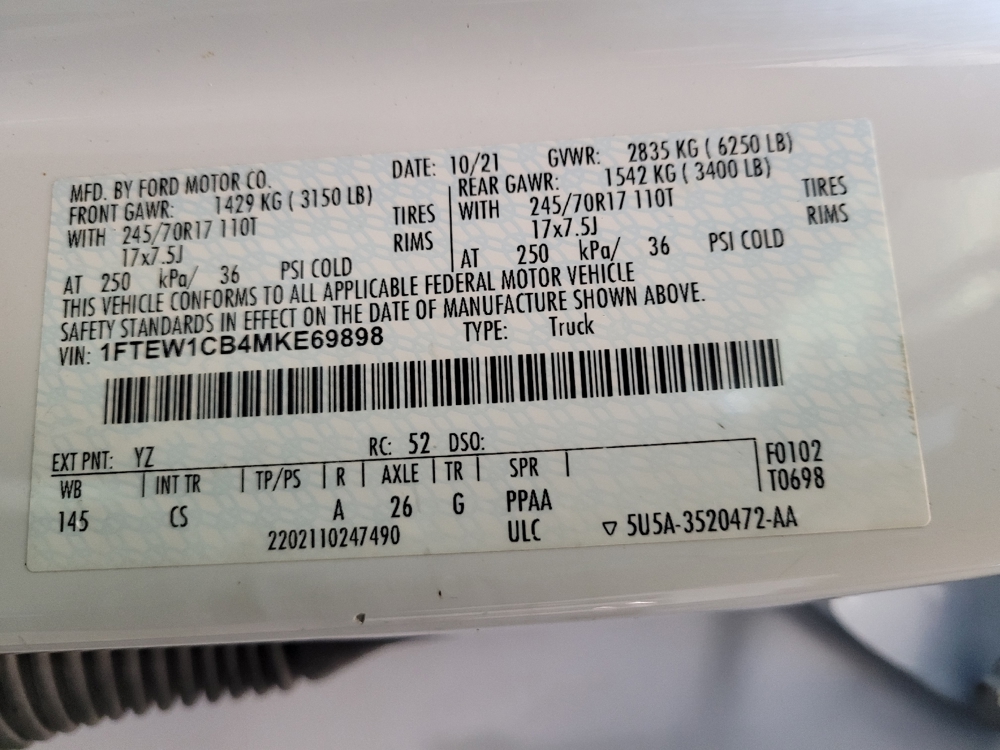 MFD. BY FORD MOTOR CO. DATE: 10/21 GVWR: 2835 KG ( 6250 LB)
FRONT GAWR: 1429 KG ( 3150 LB) REAR GAWR: 1542 KG ( 3400 LB)
WITH 245/70R17 110T TIRES WITH 245/70R17 110T TIRES
17x7.5J RIMS 17x7.5J RIMS
AT 250 kPa/ 36 PSI COLD AT 250 kPa/ 36 PSI COLD
THIS VEHICLE CONFORMS TO ALL APPLICABLE FEDERAL MOTOR VEHICLE
SAFETY STANDARDS IN EFFECT ON THE DATE OF MANUFACTURE SHOWN ABOVE.
VIN: 1FTEW1CB4MKE69898 TYPE: Truck
EXT PNT: YZ RC: 52 DSO: F0102
WB INT TR TP/PS R AXLE TR SPR T0698
145 CS A 26 G PPAA
2202110247490 ULC ▽ 5U5A-3520472-AA